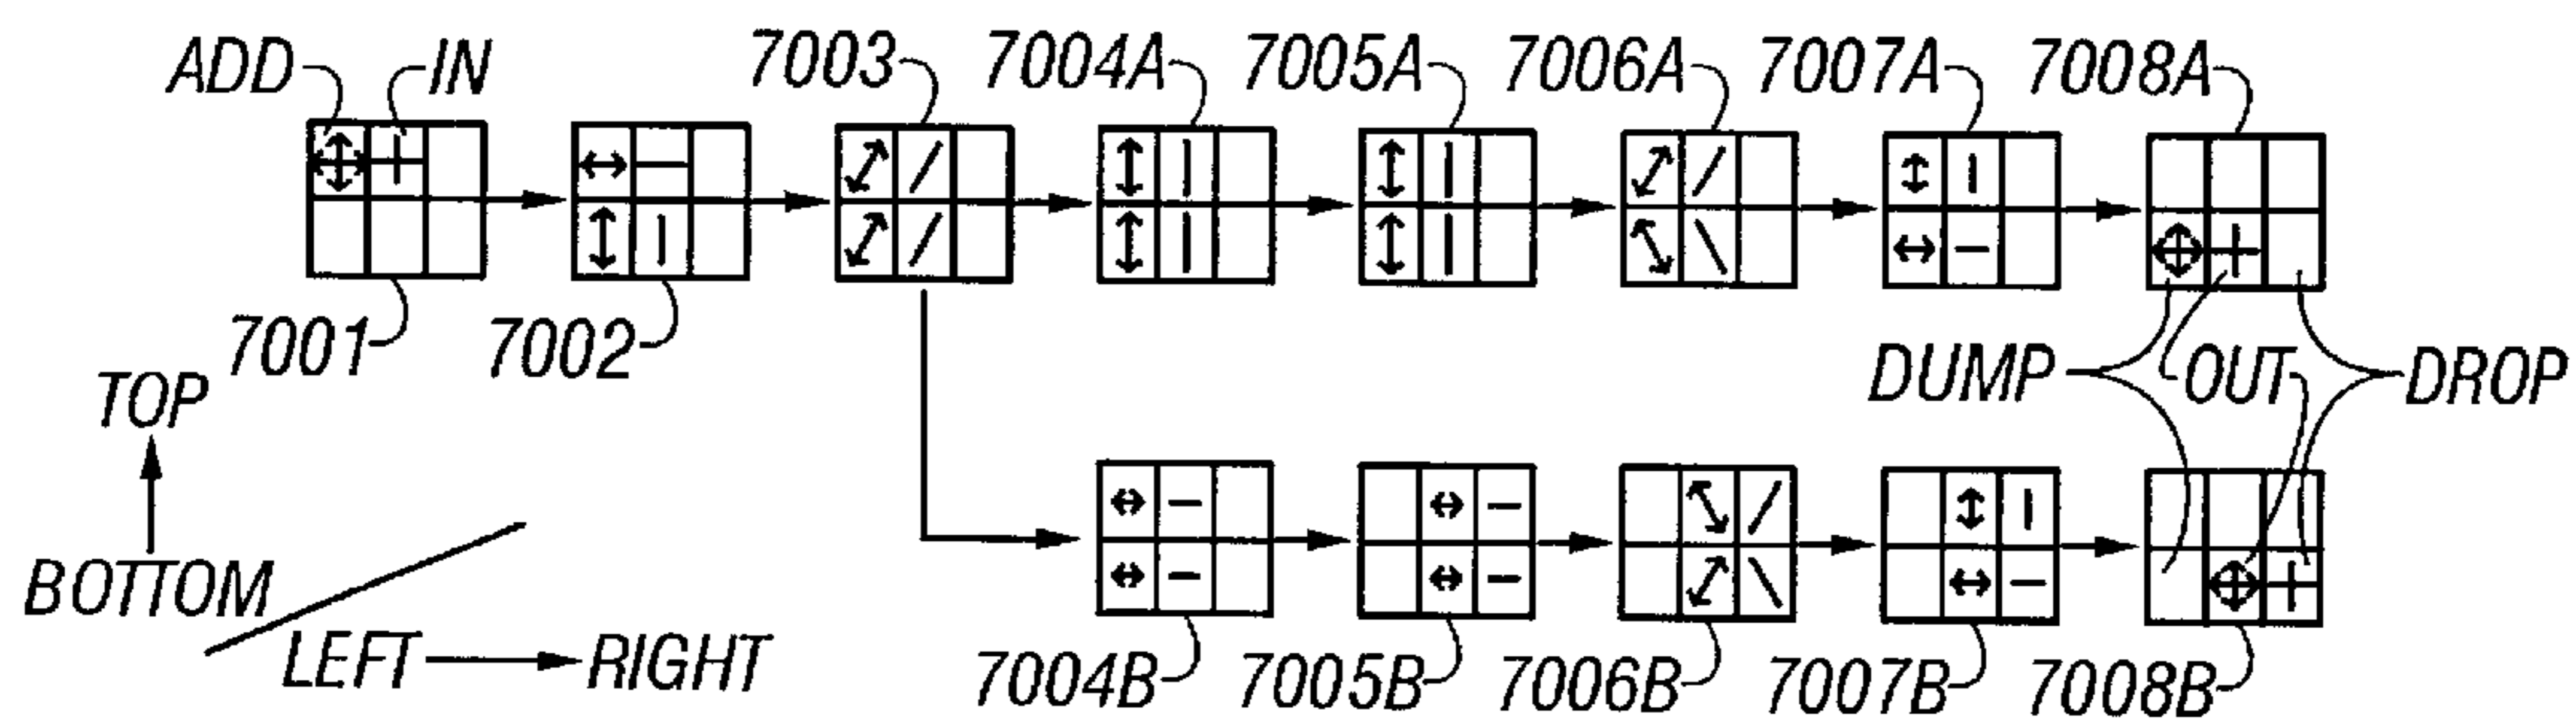 ADD IN 7003 7004A 7005A 7006A 7007A 7008A
7001 7002
DUMP OUT DROP
TOP
BOTTOM
LEFT RIGHT
7004B 7005B 7006B 7007B 7008B